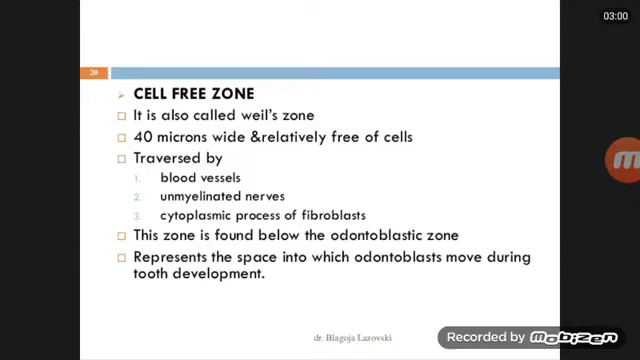 03:00
20
CELL FREE ZONE
It is also called weil's zone
40 microns wide &relatively free of cells
Traversed by
1. blood vessels
2. unmyelinated nerves
3. cytoplasmic process of fibroblasts
This zone is found below the odontoblastic zone
Represents the space into which odontoblasts move during
tooth development.
dr. Blagoja Lazovski
Recorded by mobizen